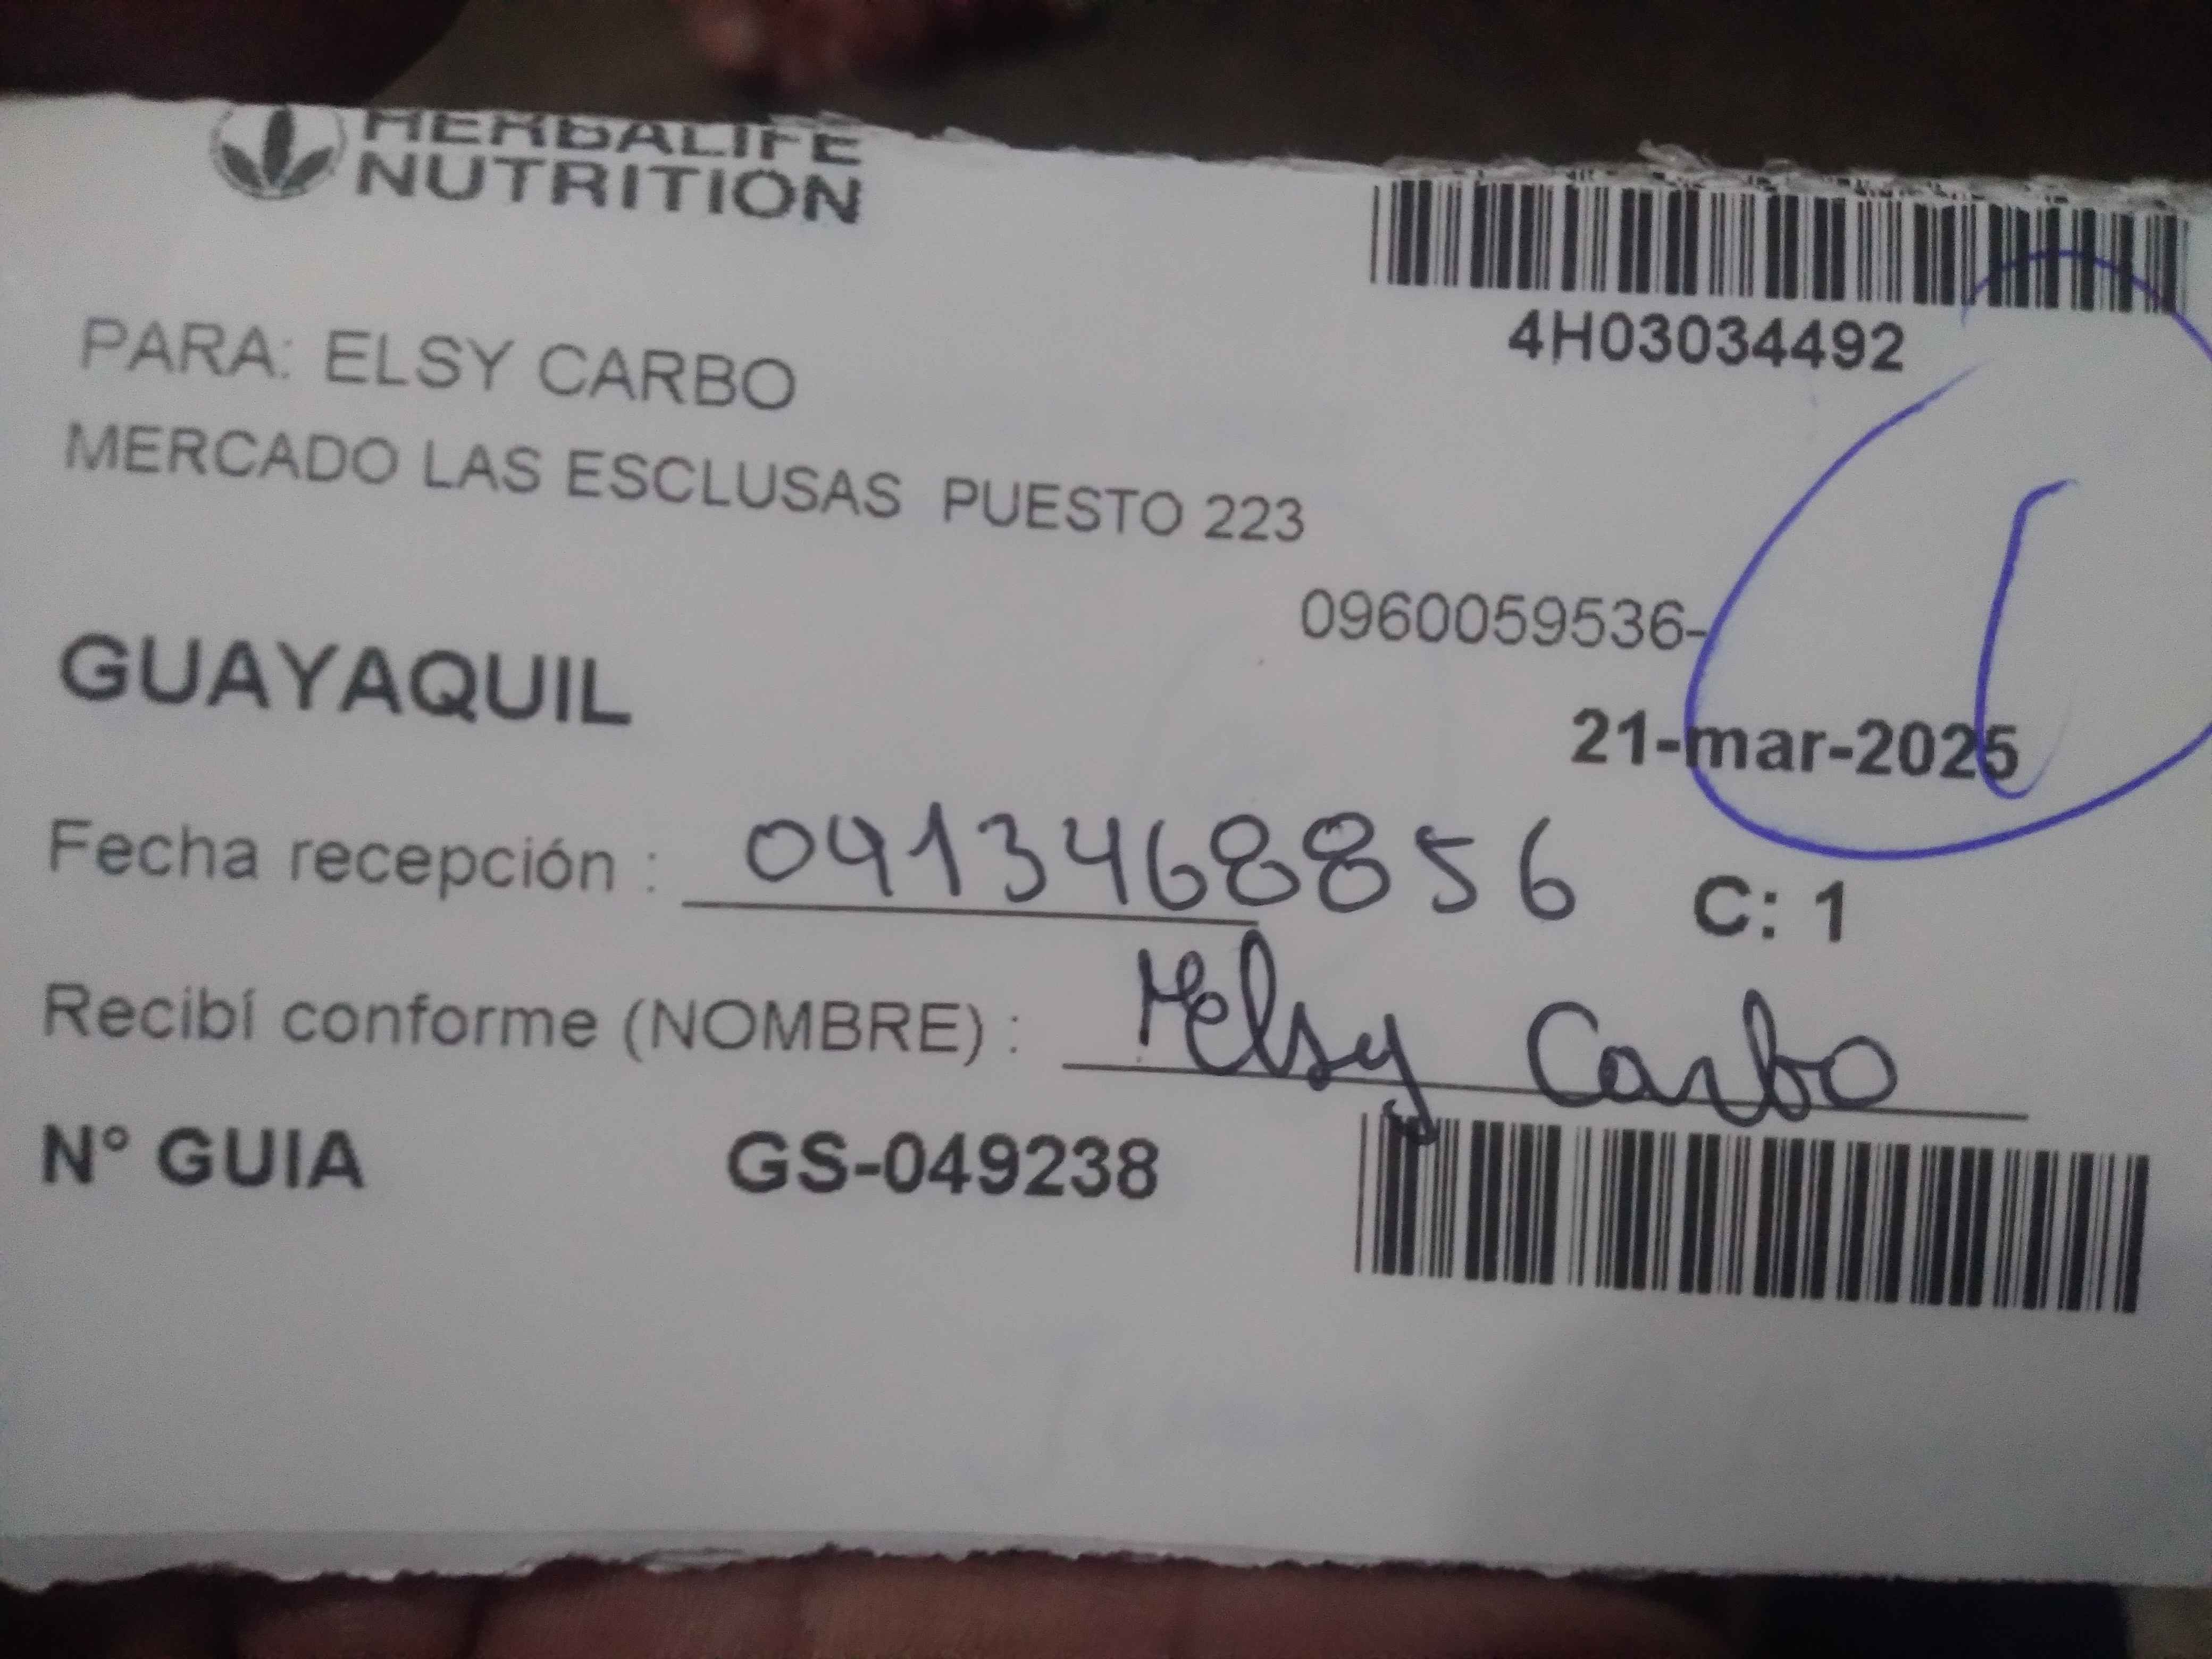 HERBALIFE
NUTRITION
4H03034492
PARA: ELSY CARBO
MERCADO LAS ESCLUSAS PUESTO 223
0960059536-
GUAYAQUIL
21-mar-2025
Fecha recepción : 0913468856 C: 1
Recibí conforme (NOMBRE) : Melsy Carbo
N° GUIA GS-049238